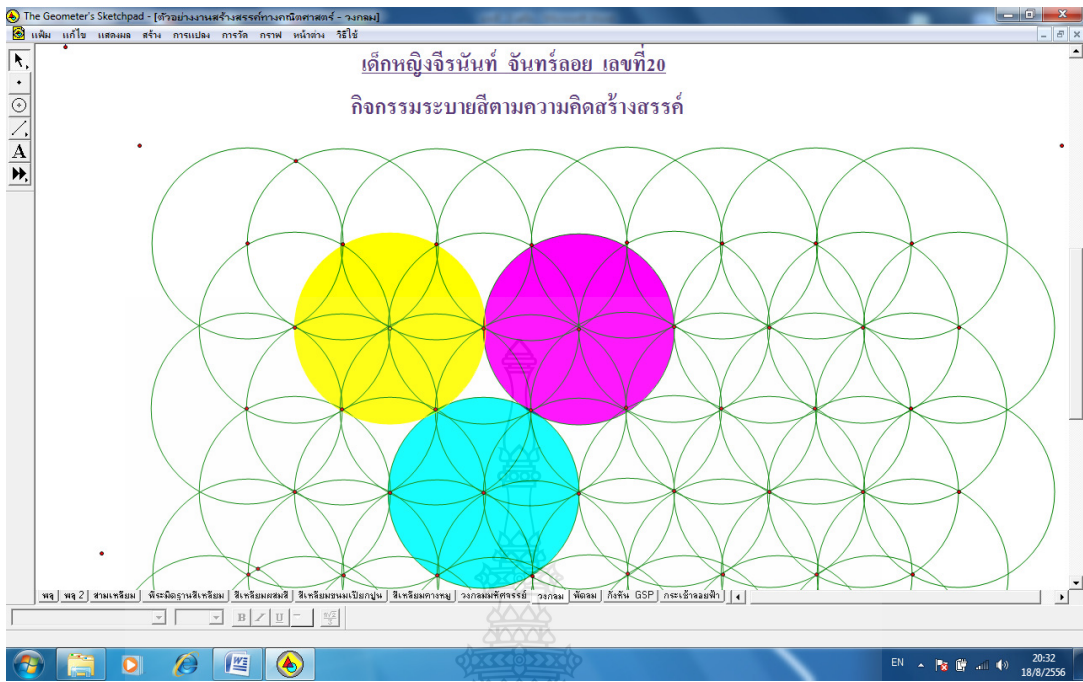 The Geometer's Sketchpad - [ตัวอย่างงานสร้างสรรค์ทางคณิตศาสตร์ - วงกลม]
แฟ้ม แก้ไข แสดงผล สร้าง การแปลง การวัด กราฟ หน้าต่าง วิธีใช้
เด็กหญิงจีรนันท์ จันทร์ลอย เลขที่20
กิจกรรมระบายสีตามความคิดสร้างสรรค์
A
พลุ พลุ 2 สามเหลี่ยม พีระมิดฐานสี่เหลี่ยม สี่เหลี่ยมผสมสี สี่เหลี่ยมขนมเปียกปูน สี่เหลี่ยมคางหมู วงกลมมหัศจรรย์ วงกลม พัดลม กังหัน GSP กระเช้าลอยฟ้า
B I U
EN 20:32
18/8/2556